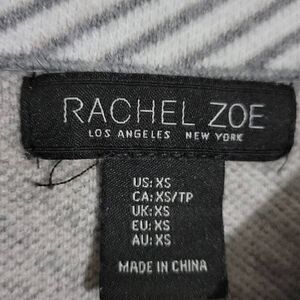 RACHEL ZOE
LOS ANGELES NEW YORK
US: XS
CA: XS/TP
UK: XS
EU: XS
AU: XS
MADE IN CHINA